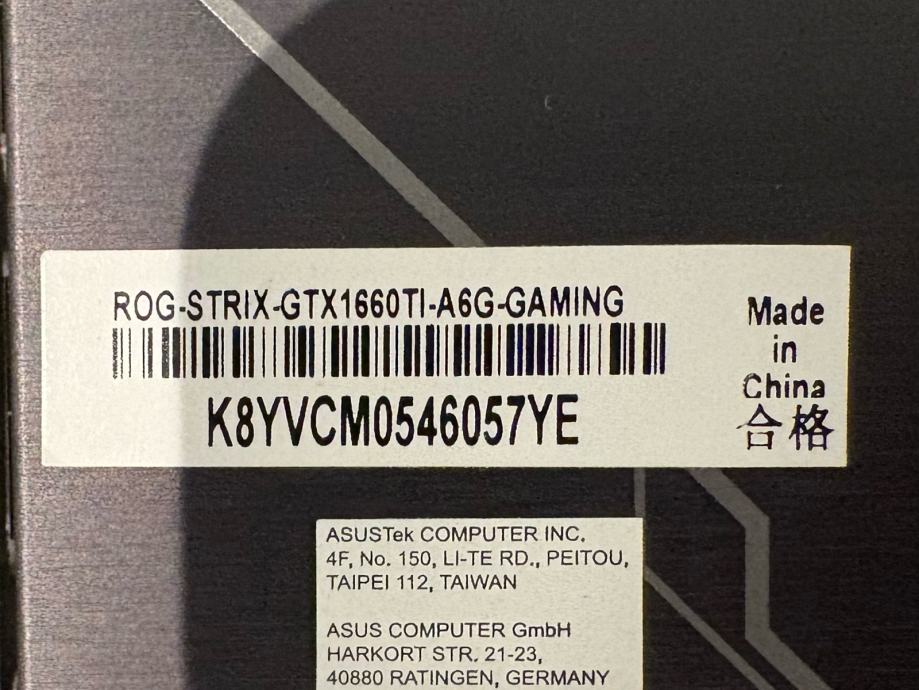 ROG-STRIX-GTX1660TI-A6G-GAMING
K8YVCM0546057YE
Made
in
China
合格
ASUSTek COMPUTER INC.
4F, No. 150, LI-TE RD., PEITOU,
TAIPEI 112, TAIWAN
ASUS COMPUTER GmbH
HARKORT STR. 21-23,
40880 RATINGEN, GERMANY